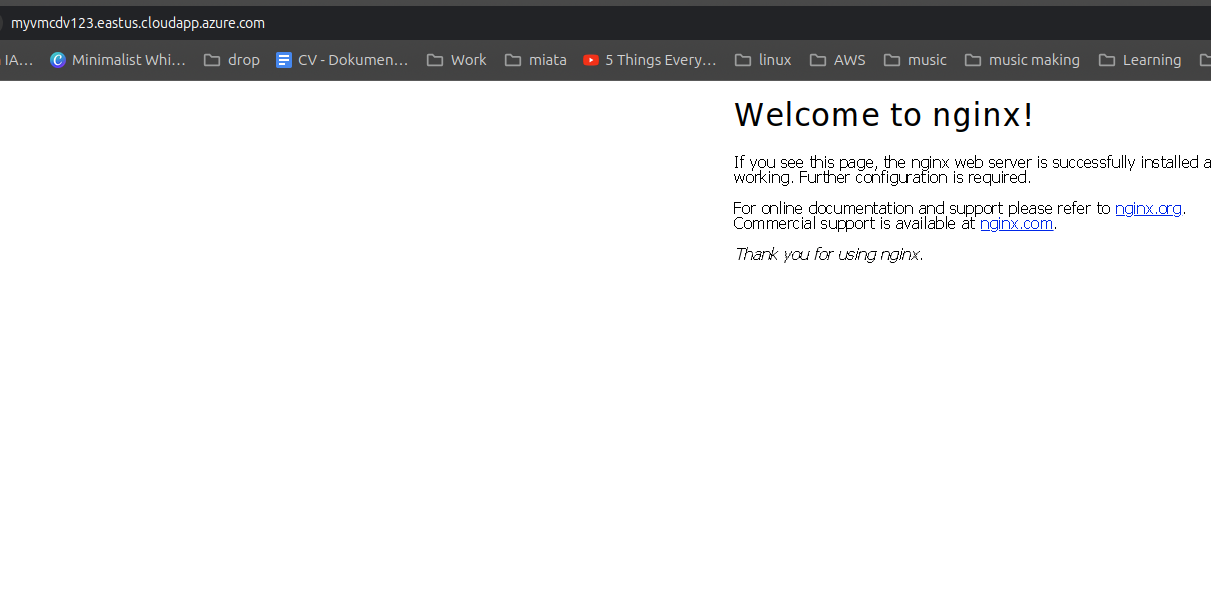 myvmcdv123.eastus.cloudapp.azure.com
IA... Minimalist Whi... drop CV - Dokumen... Work miata 5 Things Every... linux AWS music music making Learning
Welcome to nginx!
If you see this page, the nginx web server is successfully installed a
working. Further configuration is required.
For online documentation and support please refer to nginx.org.
Commercial support is available at nginx.com.
Thank you for using nginx.